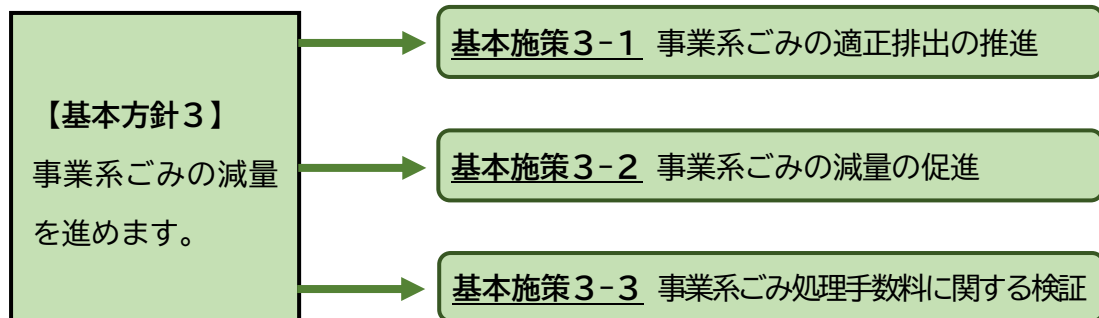 【基本方針３】
事業系ごみの減量
を進めます。
基本施策３-１ 事業系ごみの適正排出の推進
基本施策３-２ 事業系ごみの減量の促進
基本施策３-３ 事業系ごみ処理手数料に関する検証